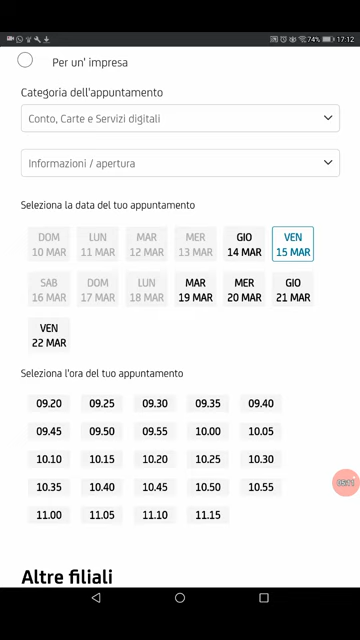 74% 17:12
Per un' impresa
Categoria dell'appuntamento
Conto, Carte e Servizi digitali
Informazioni / apertura
Seleziona la data del tuo appuntamento
DOM LUN MAR MER GIO VEN
10 MAR 11 MAR 12 MAR 13 MAR 14 MAR 15 MAR
SAB DOM LUN MAR MER GIO
16 MAR 17 MAR 18 MAR 19 MAR 20 MAR 21 MAR
VEN
22 MAR
Seleziona l'ora del tuo appuntamento
09.20 09.25 09.30 09.35 09.40
09.45 09.50 09.55 10.00 10.05
10.10 10.15 10.20 10.25 10.30
10.35 10.40 10.45 10.50 10.55
05:11
11.00 11.05 11.10 11.15
Altre filiali